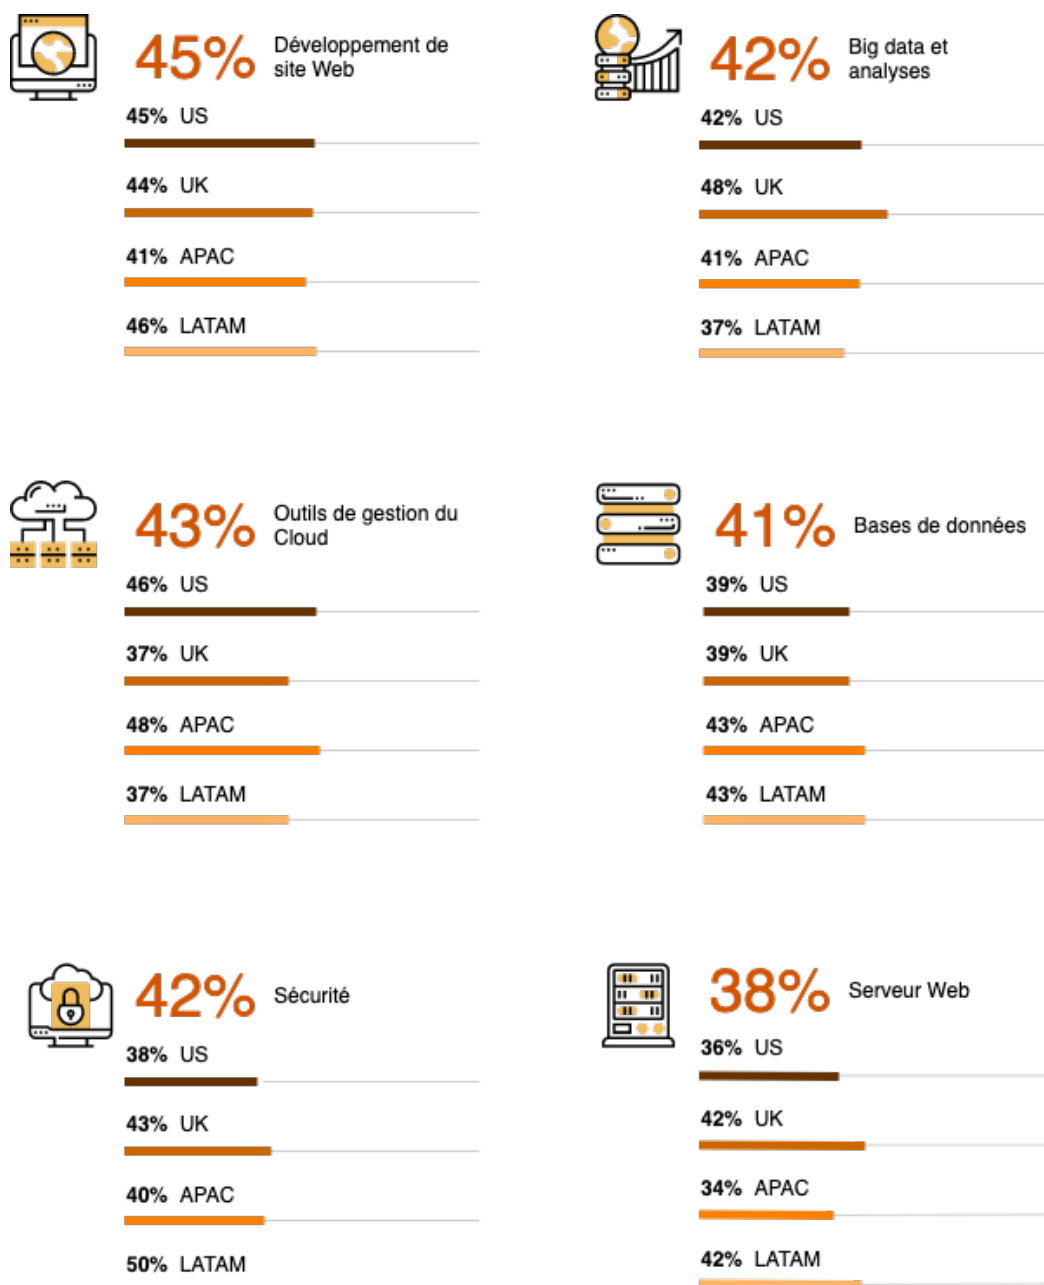 45% Développement de
site Web
45% US
44% UK
41% APAC
46% LATAM
42% Big data et
analyses
42% US
48% UK
41% APAC
37% LATAM
43% Outils de gestion du
Cloud
46% US
37% UK
48% APAC
37% LATAM
41% Bases de données
39% US
39% UK
43% APAC
43% LATAM
42% Sécurité
38% US
43% UK
40% APAC
50% LATAM
38% Serveur Web
36% US
42% UK
34% APAC
42% LATAM